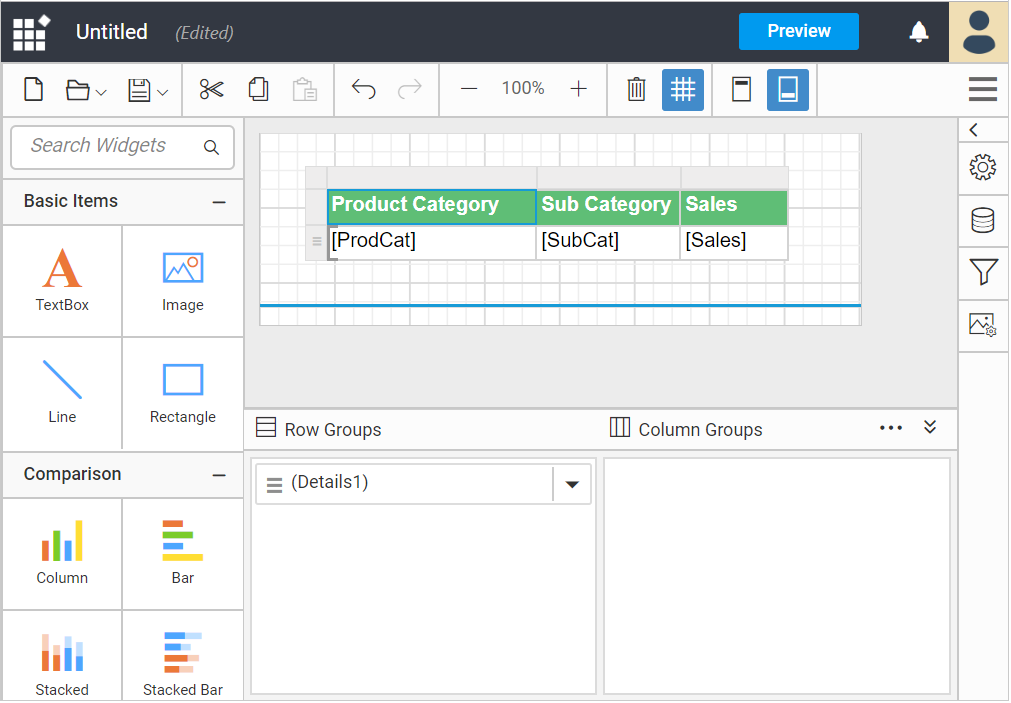 Untitled (Edited) Preview
100%
Search Widgets
Basic Items
TextBox Image
Line Rectangle
Comparison
Column Bar
Stacked Stacked Bar
Product Category Sub Category Sales
[ProdCat] [SubCat] [Sales]
Row Groups Column Groups
(Details1)